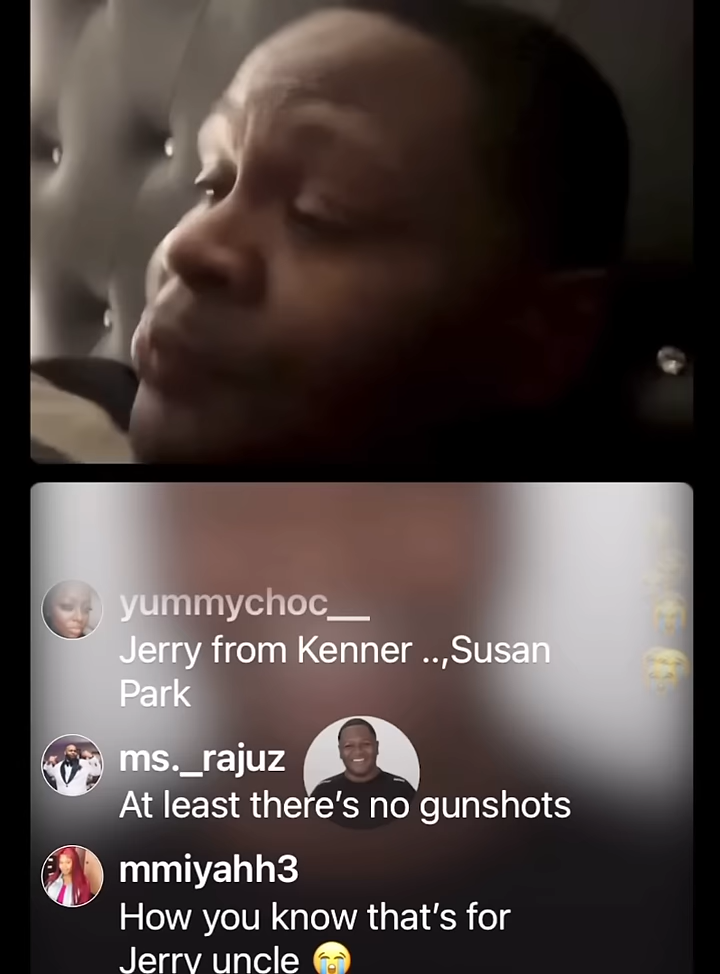 yummychoc__
Jerry from Kenner ..,Susan
Park
ms._rajuz
At least there's no gunshots
mmiyahh3
How you know that's for
Jerry uncle 😭